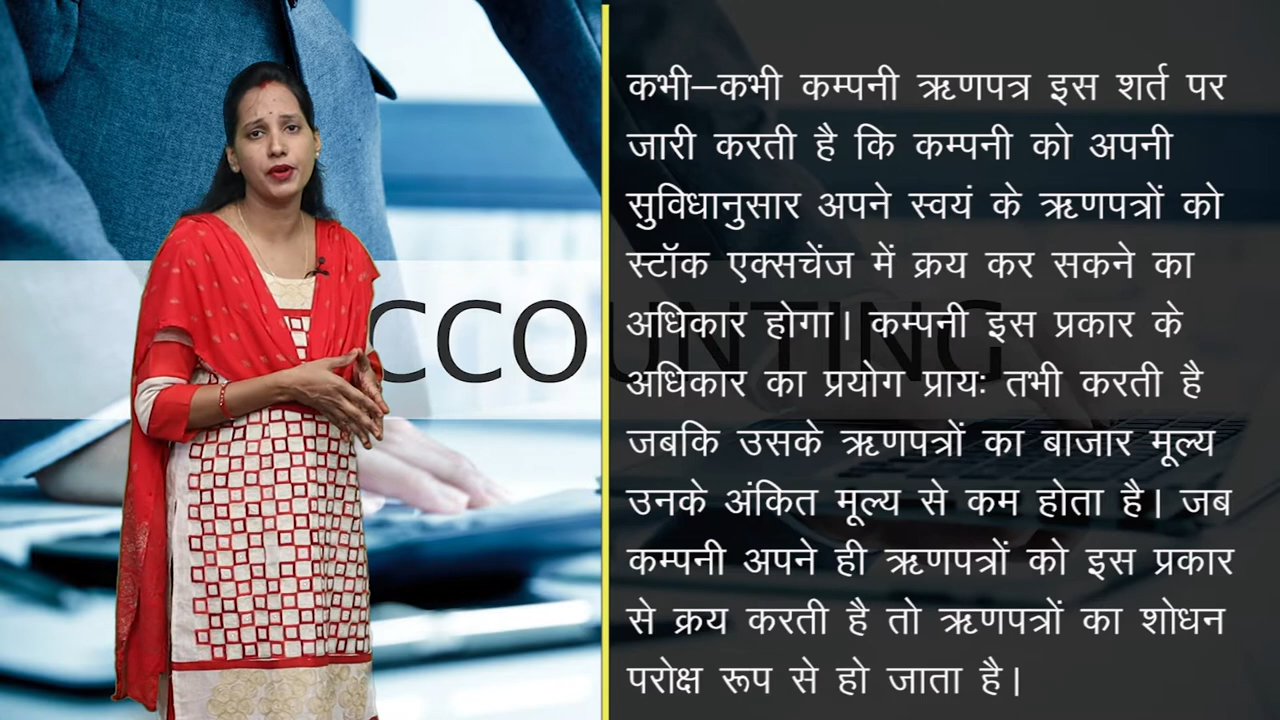 CCOUNTING
कभी–कभी कम्पनी ऋणपत्र इस शर्त पर
जारी करती है कि कम्पनी को अपनी
सुविधानुसार अपने स्वयं के ऋणपत्रों को
स्टॉक एक्सचेंज में क्रय कर सकने का
अधिकार होगा। कम्पनी इस प्रकार के
अधिकार का प्रयोग प्रायः तभी करती है
जबकि उसके ऋणपत्रों का बाजार मूल्य
उनके अंकित मूल्य से कम होता है। जब
कम्पनी अपने ही ऋणपत्रों को इस प्रकार
से क्रय करती है तो ऋणपत्रों का शोधन
परोक्ष रूप से हो जाता है।